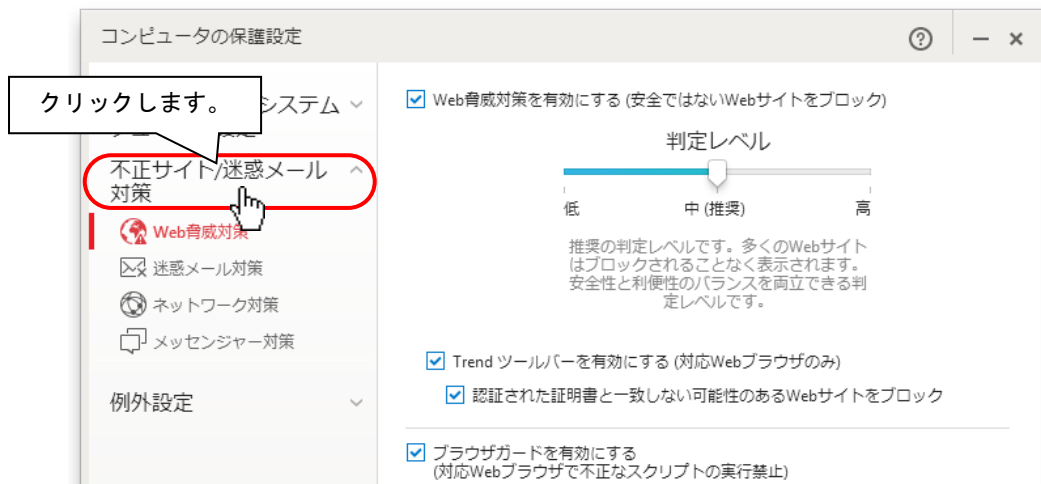 コンピュータの保護設定
クリックします。
システム
不正サイト/迷惑メール
対策
Web脅威対策
迷惑メール対策
ネットワーク対策
メッセンジャー対策
例外設定
Web脅威対策を有効にする (安全ではないWebサイトをブロック)
判定レベル
低 中 (推奨) 高
推奨の判定レベルです。多くのWebサイト
はブロックされることなく表示されます。
安全性と利便性のバランスを両立できる判
定レベルです。
Trend ツールバーを有効にする (対応Webブラウザのみ)
認証された証明書と一致しない可能性のあるWebサイトをブロック
ブラウザガードを有効にする
(対応Webブラウザで不正なスクリプトの実行禁止)